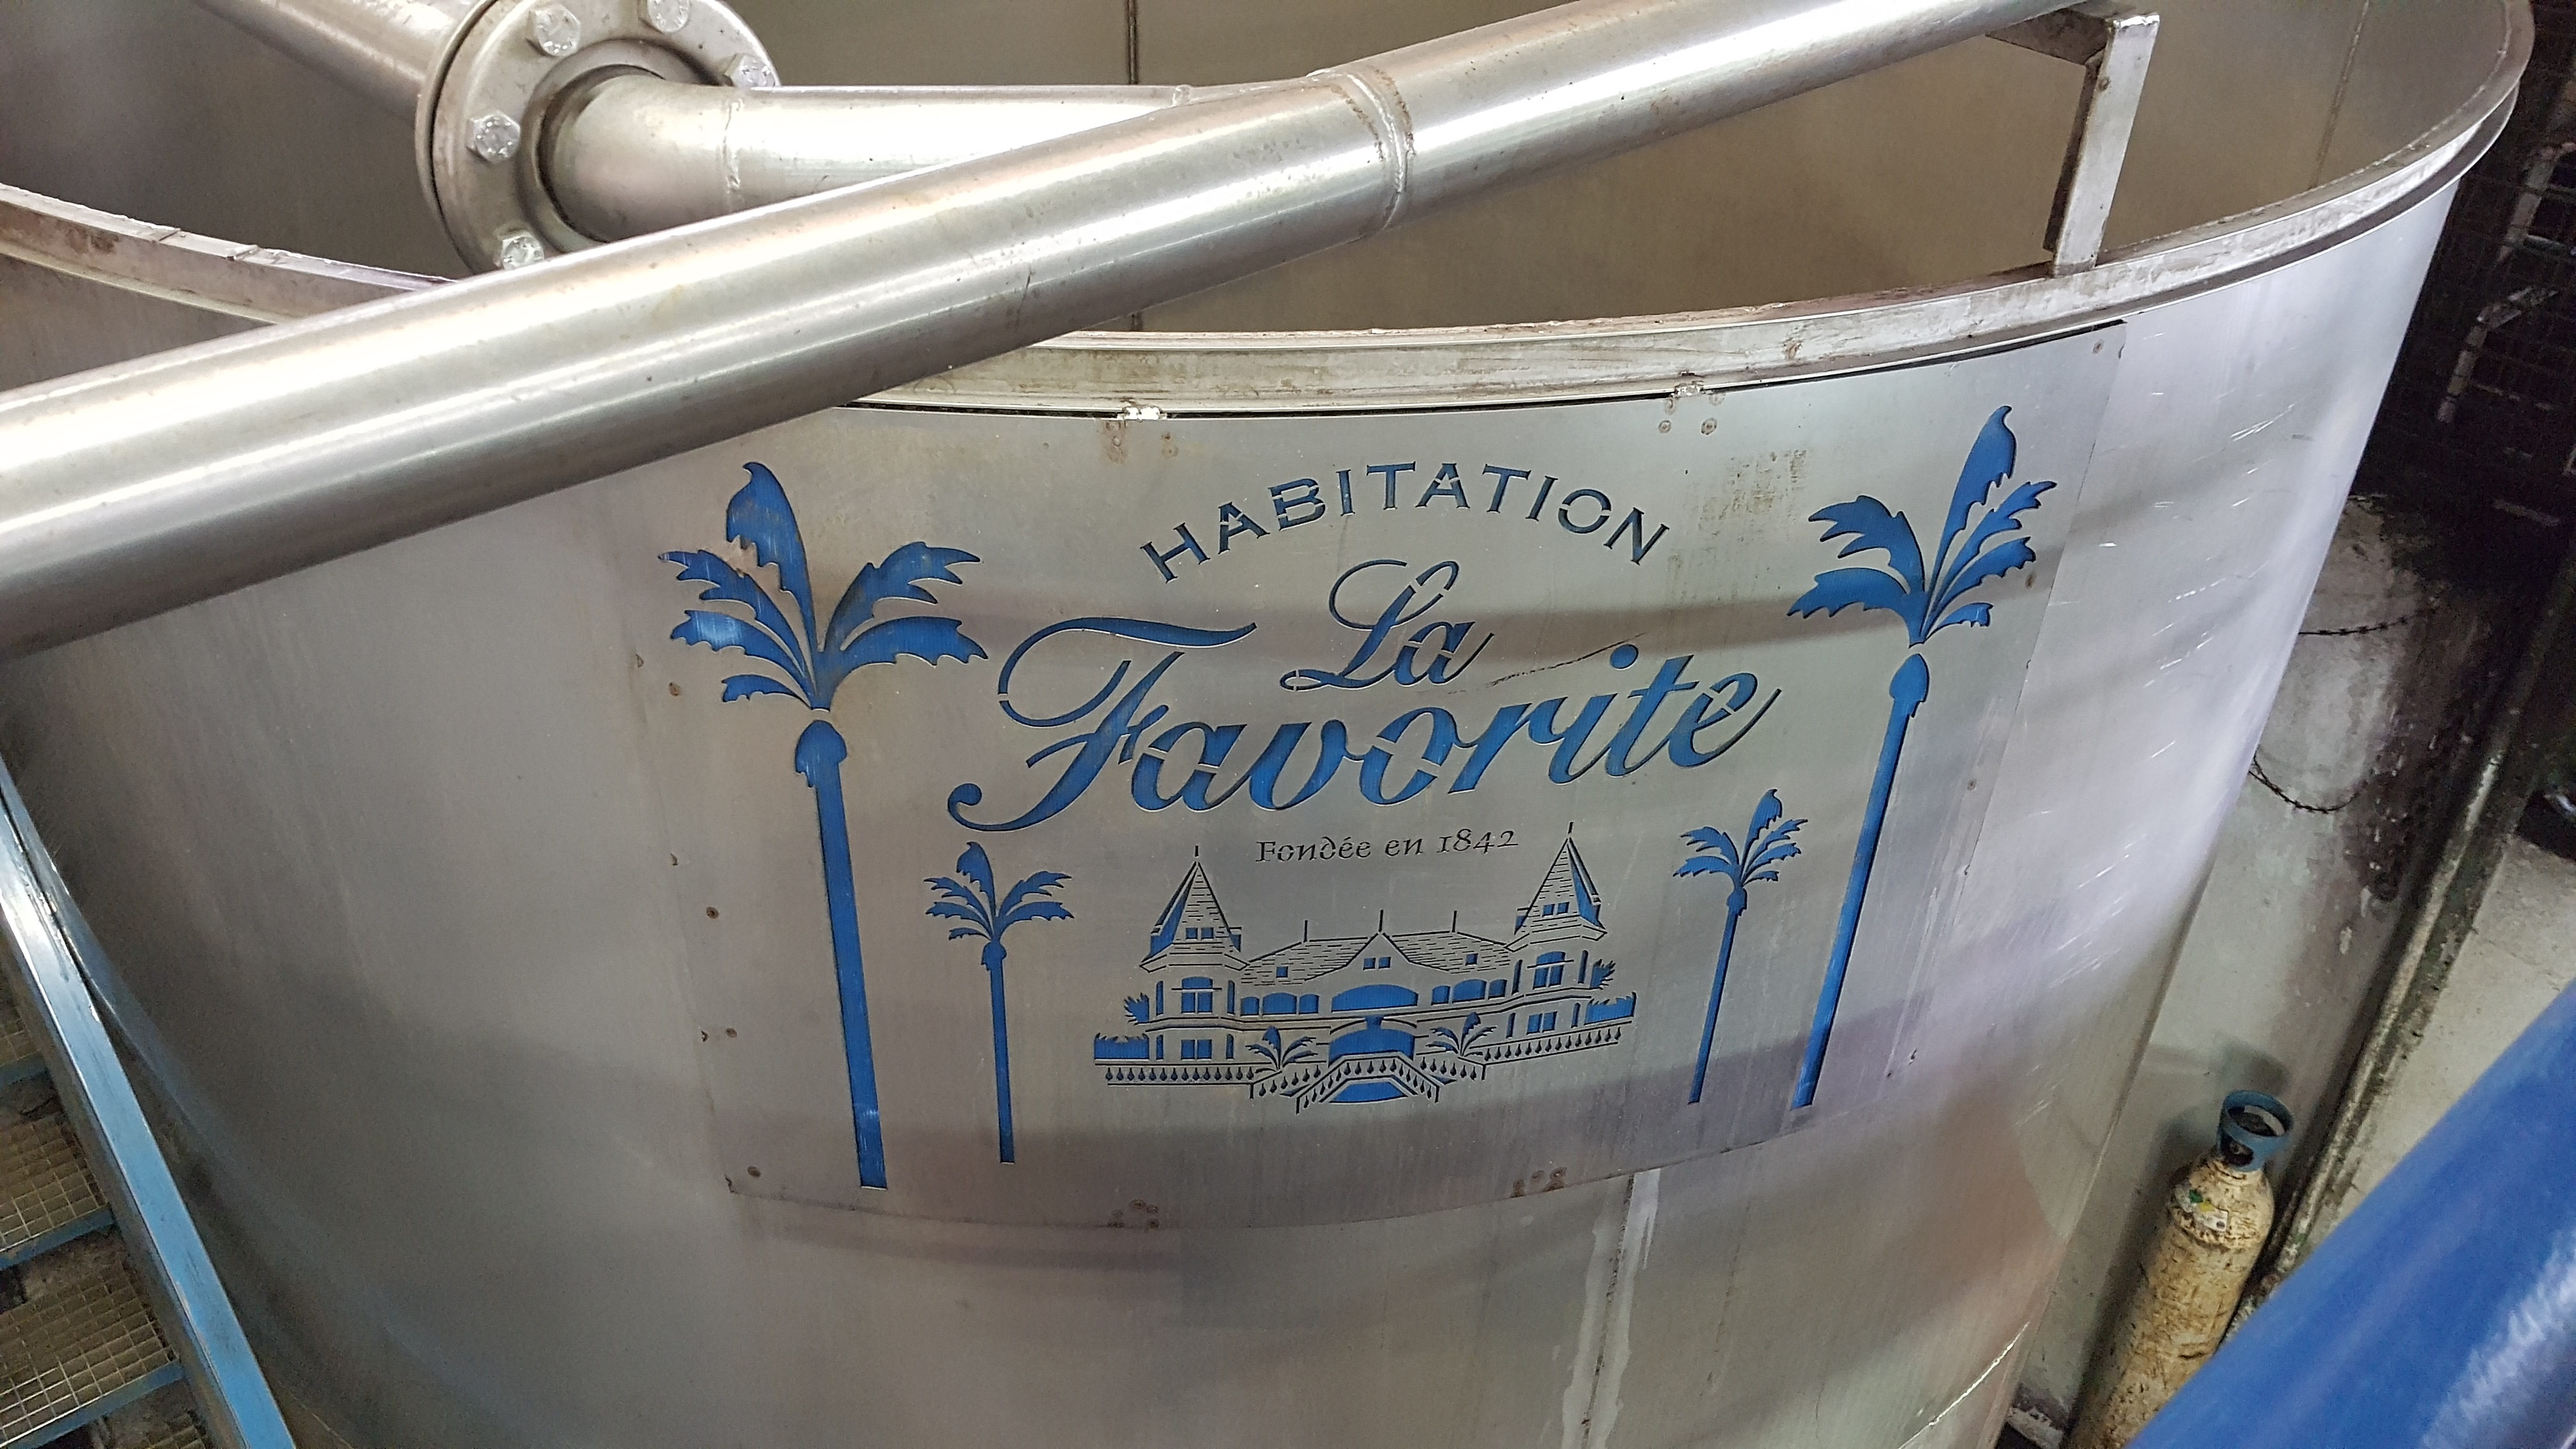 HABITATION
La
Favorite
Fondée en 1842